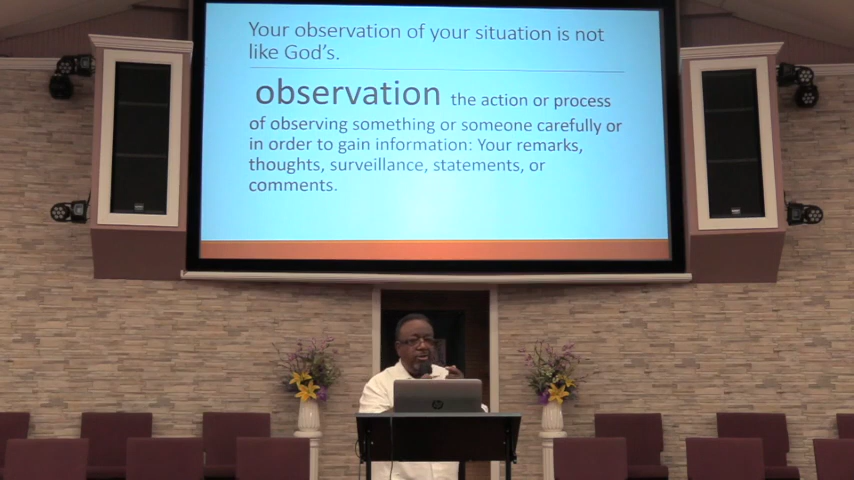 Your observation of your situation is not
like God's.
observation the action or process
of observing something or someone carefully or
in order to gain information: Your remarks,
thoughts, surveillance, statements, or
comments.
hp